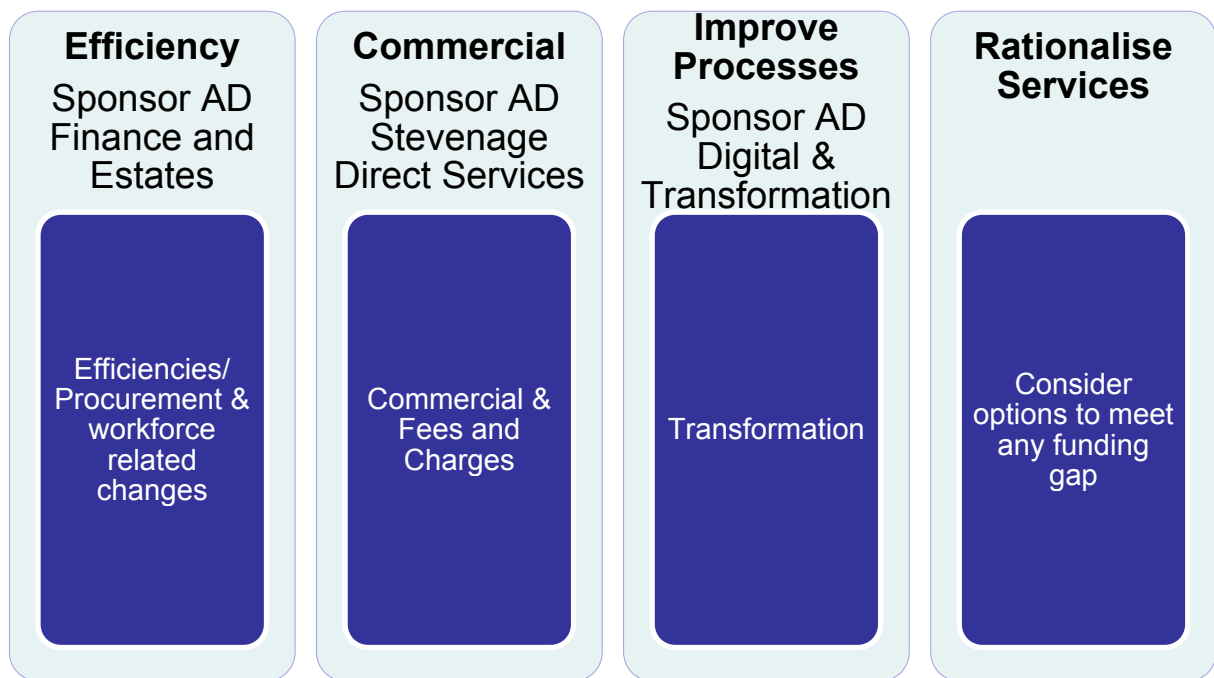 Efficiency
Sponsor AD
Finance and
Estates
Efficiencies/
Procurement &
workforce
related
changes
Commercial
Sponsor AD
Stevenage
Direct Services
Commercial &
Fees and
Charges
Improve
Processes
Sponsor AD
Digital &
Transformation
Transformation
Rationalise
Services
Consider
options to meet
any funding
gap